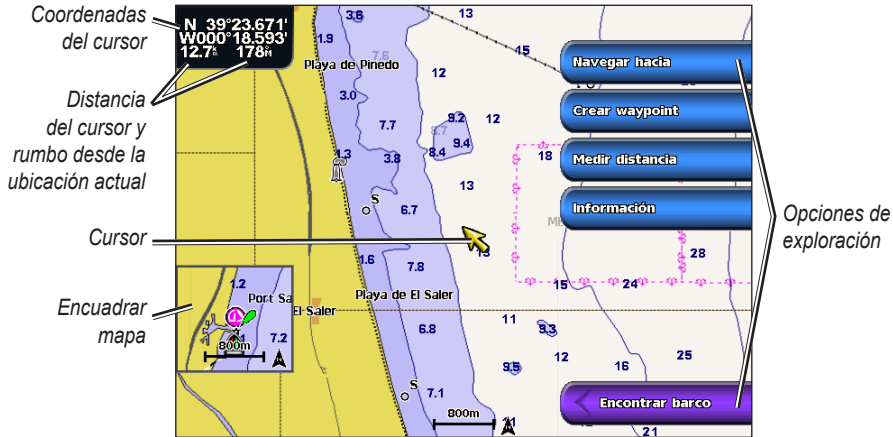 Coordenadas
del cursor
Distancia
del cursor y
rumbo desde la
ubicación actual
Cursor
Encuadrar
mapa
N 39°23.671'
W000°18.593'
12.7 178°M
Playa de Pinedo
Playa de El Saler
El Saler
Port Sa
1.2
7.2
800m
3.6
1.9
7.6
3.0
7.7
1.3
3.8
S
6.7
1.6
7.8
6.8
7.1
S
800m
13
15
12
9.2
8.7
9.4
8.4
12
13
18
13
15
24
28
11
9.3
9.5
12
16
25
11
21
Navegar hacia
Crear waypoint
Medir distancia
Información
Encontrar barco
Opciones de
exploración